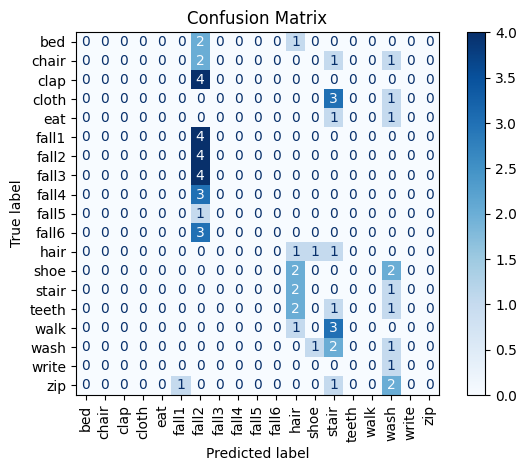 Confusion Matrix
bed 0 0 0 0 0 0 2 0 0 0 0 1 0 0 0 0 0 0 0
chair 0 0 0 0 0 0 2 0 0 0 0 0 0 1 0 0 1 0 0
clap 0 0 0 0 0 0 4 0 0 0 0 0 0 0 0 0 0 0 0
cloth 0 0 0 0 0 0 0 0 0 0 0 0 0 3 0 0 1 0 0
eat 0 0 0 0 0 0 0 0 0 0 0 0 0 1 0 0 1 0 0
fall1 0 0 0 0 0 0 4 0 0 0 0 0 0 0 0 0 0 0 0
fall2 0 0 0 0 0 0 4 0 0 0 0 0 0 0 0 0 0 0 0
fall3 0 0 0 0 0 0 4 0 0 0 0 0 0 0 0 0 0 0 0
fall4 0 0 0 0 0 0 3 0 0 0 0 0 0 0 0 0 0 0 0
fall5 0 0 0 0 0 0 1 0 0 0 0 0 0 0 0 0 0 0 0
fall6 0 0 0 0 0 0 3 0 0 0 0 0 0 0 0 0 0 0 0
hair 0 0 0 0 0 0 0 0 0 0 0 1 1 1 0 0 0 0 0
shoe 0 0 0 0 0 0 0 0 0 0 0 2 0 0 0 0 2 0 0
stair 0 0 0 0 0 0 0 0 0 0 0 2 0 0 0 0 1 0 0
teeth 0 0 0 0 0 0 0 0 0 0 0 2 0 1 0 0 1 0 0
walk 0 0 0 0 0 0 0 0 0 0 0 1 0 3 0 0 0 0 0
wash 0 0 0 0 0 0 0 0 0 0 0 0 1 2 0 0 1 0 0
write 0 0 0 0 0 0 0 0 0 0 0 0 0 0 0 0 1 0 0
zip 0 0 0 0 0 1 0 0 0 0 0 0 0 1 0 0 2 0 0
True label
bed chair clap cloth eat fall1 fall2 fall3 fall4 fall5 fall6 hair shoe stair teeth walk wash write zip
Predicted label
4.0
3.5
3.0
2.5
2.0
1.5
1.0
0.5
0.0